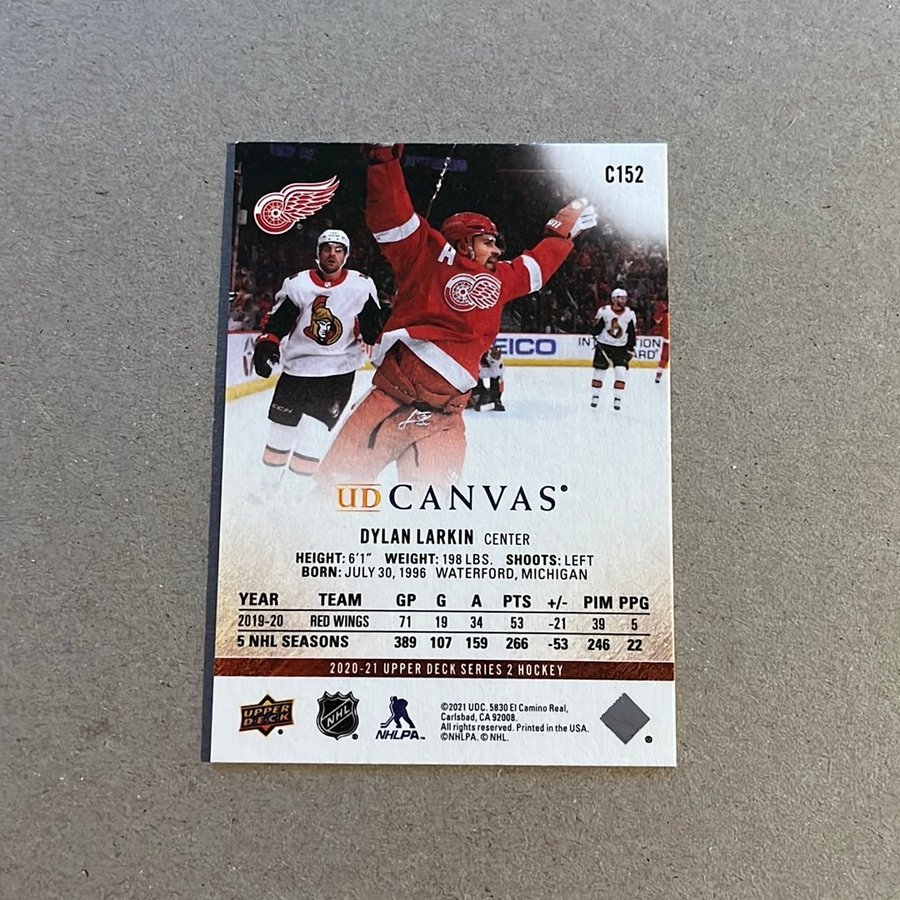 C152
A
GEICO
CCM
UD CANVAS
DYLAN LARKIN CENTER
HEIGHT: 6'1" WEIGHT: 198 LBS. SHOOTS: LEFT
BORN: JULY 30, 1996 WATERFORD, MICHIGAN
YEAR TEAM GP G A PTS +/- PIM PPG
2019-20 RED WINGS 71 19 34 53 -21 39 5
5 NHL SEASONS 389 107 159 266 -53 246 22
2020-21 UPPER DECK SERIES 2 HOCKEY
UPPER DECK
NHL
NHLPA
©2021 UDC. 5830 El Camino Real,
Carlsbad, CA 92008.
All rights reserved. Printed in the USA.
©NHLPA. © NHL.